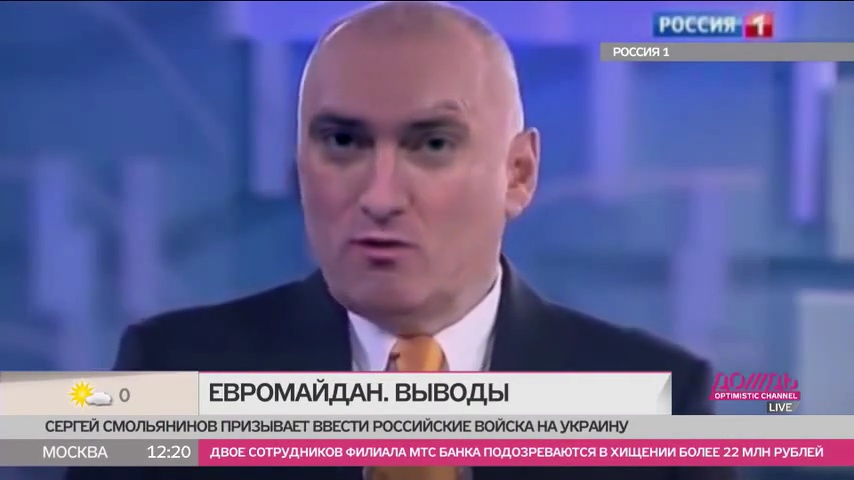 РОССИЯ 1
РОССИЯ 1
ЕВРОМАЙДАН. ВЫВОДЫ
0
ДОЖДЬ
OPTIMISTIC CHANNEL
LIVE
СЕРГЕЙ СМОЛЬЯНИНОВ ПРИЗЫВАЕТ ВВЕСТИ РОССИЙСКИЕ ВОЙСКА НА УКРАИНУ
МОСКВА 12:20 ДВОЕ СОТРУДНИКОВ ФИЛИАЛА МТС БАНКА ПОДОЗРЕВАЮТСЯ В ХИЩЕНИИ БОЛЕЕ 22 МЛН РУБЛЕЙ